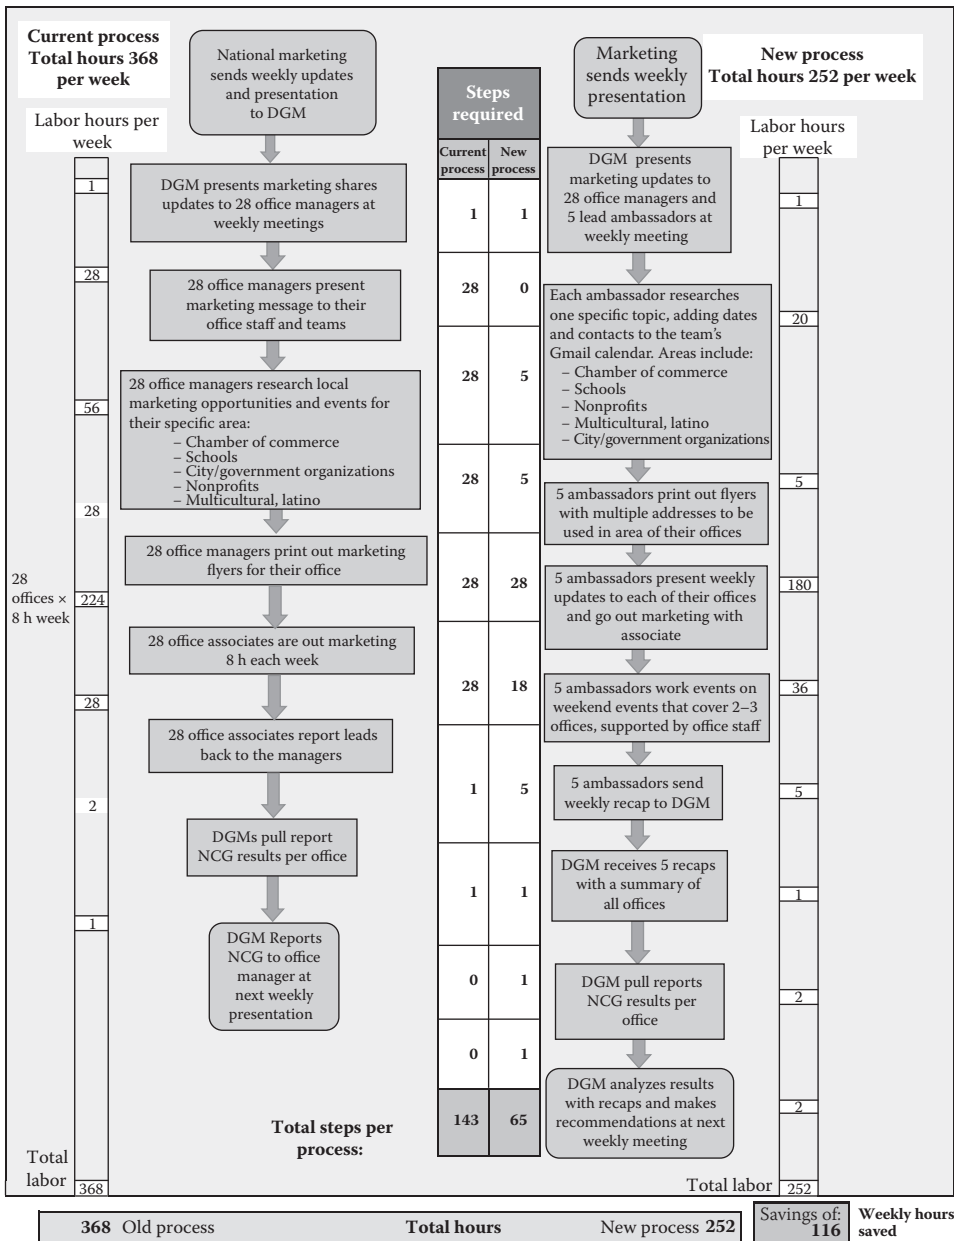 Current process
Total hours 368
per week
Labor hours per
week
1
28
56
28
28
offices ×
8 h week
224
28
2
1
Total
labor
368
National marketing
sends weekly updates
and presentation
to DGM
DGM presents marketing shares
updates to 28 office managers at
weekly meetings
28 office managers present
marketing message to their
office staff and teams
28 office managers research local
marketing opportunities and events for
their specific area:
– Chamber of commerce
– Schools
– City/government organizations
– Nonprofits
– Multicultural, latino
28 office managers print out marketing
flyers for their office
28 office associates are out marketing
8 h each week
28 office associates report leads
back to the managers
DGMs pull report
NCG results per office
DGM Reports
NCG to office
manager at
next weekly
presentation
Steps
required
Current
process
New
process
1 1
28 0
28 5
28 5
28 28
28 18
1 5
1 1
0 1
0 1
Total steps per
process:
143 65
Marketing
sends weekly
presentation
New process
Total hours 252 per week
DGM presents
marketing updates to
28 office managers and
5 lead ambassadors at
weekly meeting
Each ambassador researches
one specific topic, adding dates
and contacts to the team’s
Gmail calendar. Areas include:
– Chamber of commerce
– Schools
– Nonprofits
– Multicultural, latino
– City/government organizations
5 ambassadors print out flyers
with multiple addresses to be
used in area of their offices
5 ambassadors present weekly
updates to each of their offices
and go out marketing with
associate
5 ambassadors work events on
weekend events that cover 2–3
offices, supported by office staff
5 ambassadors send
weekly recap to DGM
DGM receives 5 recaps
with a summary of
all offices
DGM pull reports
NCG results per
office
DGM analyzes results
with recaps and makes
recommendations at next
weekly meeting
Labor hours
per week
1
20
5
180
36
5
1
2
2
Total labor 252
368 Old process Total hours New process 252
Savings of:
116
Weekly hours
saved